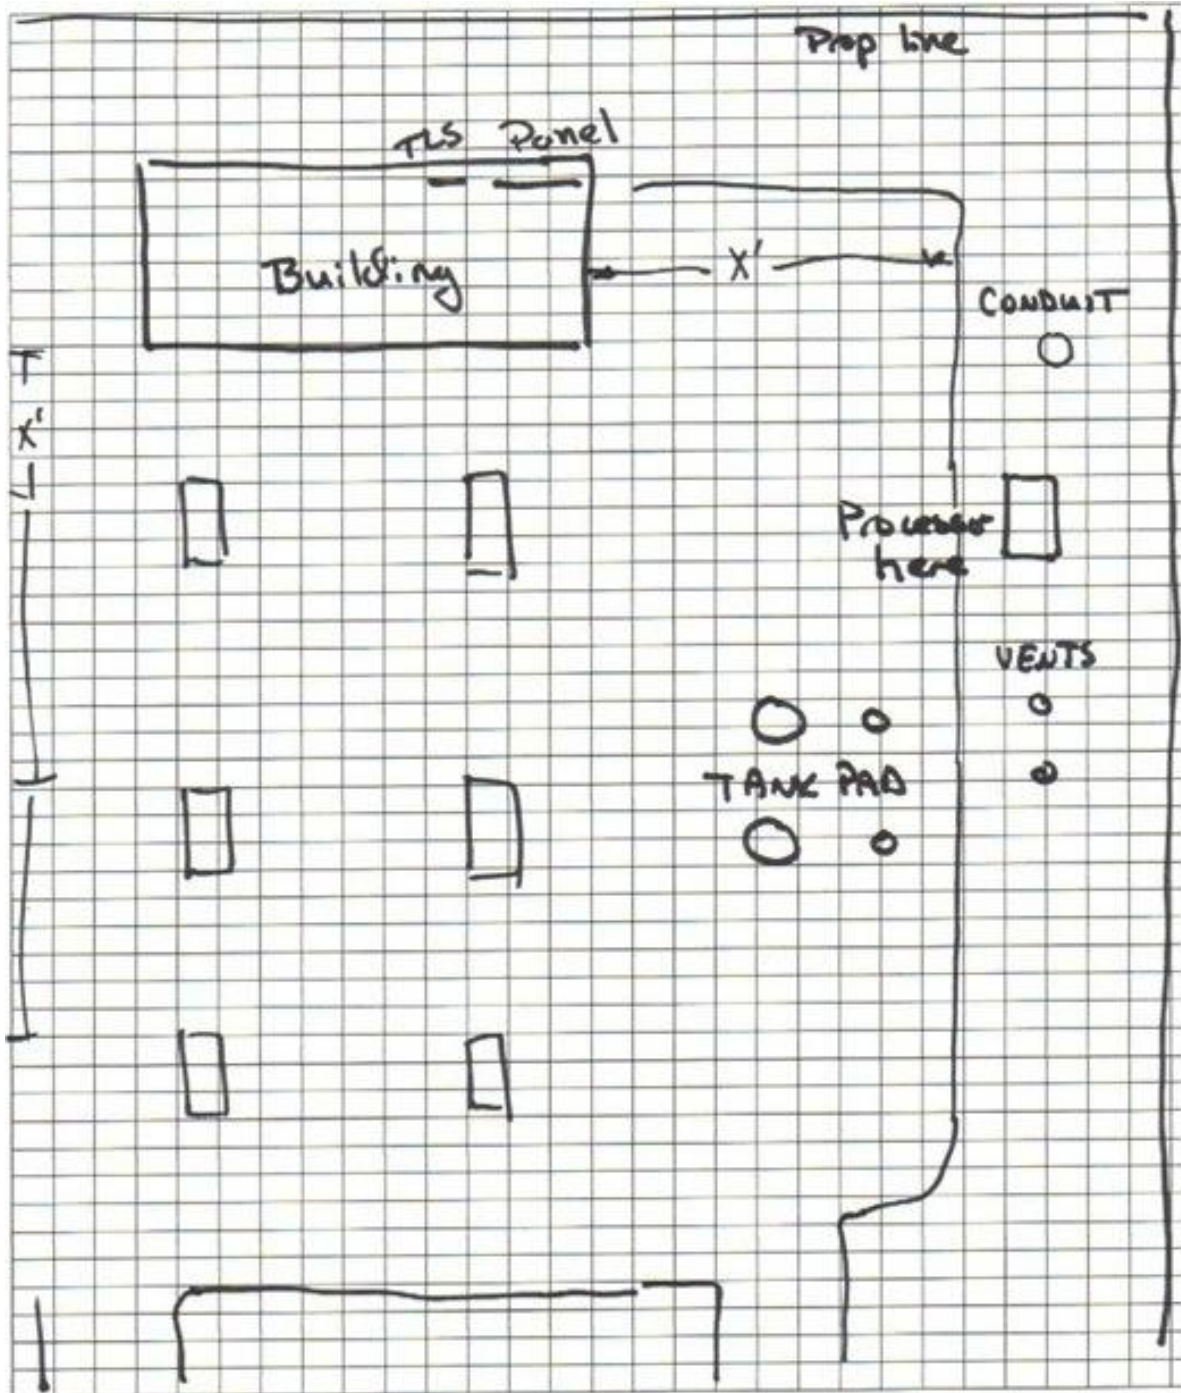 Prop line
TLS Panel
Building
X'
CONDUIT
X'
Processor
here
VENTS
TANK PAD